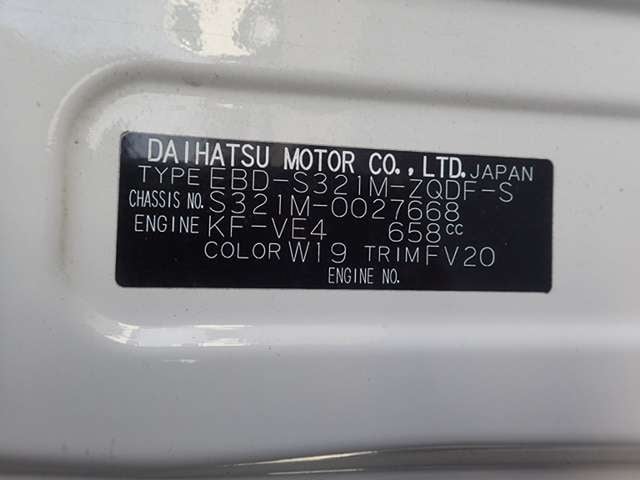 DAIHATSU MOTOR CO.,LTD. JAPAN
TYPE EBD-S321M-ZQDF-S
CHASSIS NO. S321M-0027668
ENGINE KF-VE4 658cc
COLOR W19 TRIM FV20
ENGINE NO.